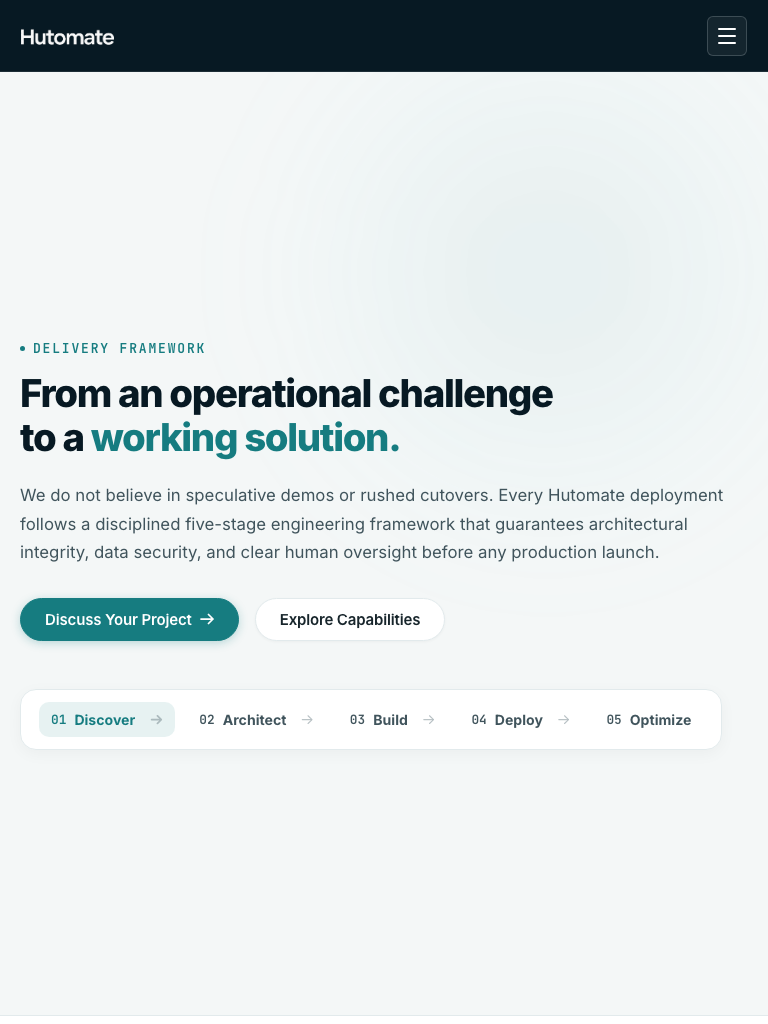 Hutomate
DELIVERY FRAMEWORK
From an operational challenge
to a working solution.
We do not believe in speculative demos or rushed cutovers. Every Hutomate deployment
follows a disciplined five-stage engineering framework that guarantees architectural
integrity, data security, and clear human oversight before any production launch.
Discuss Your Project → Explore Capabilities
01 Discover → 02 Architect → 03 Build → 04 Deploy → 05 Optimize